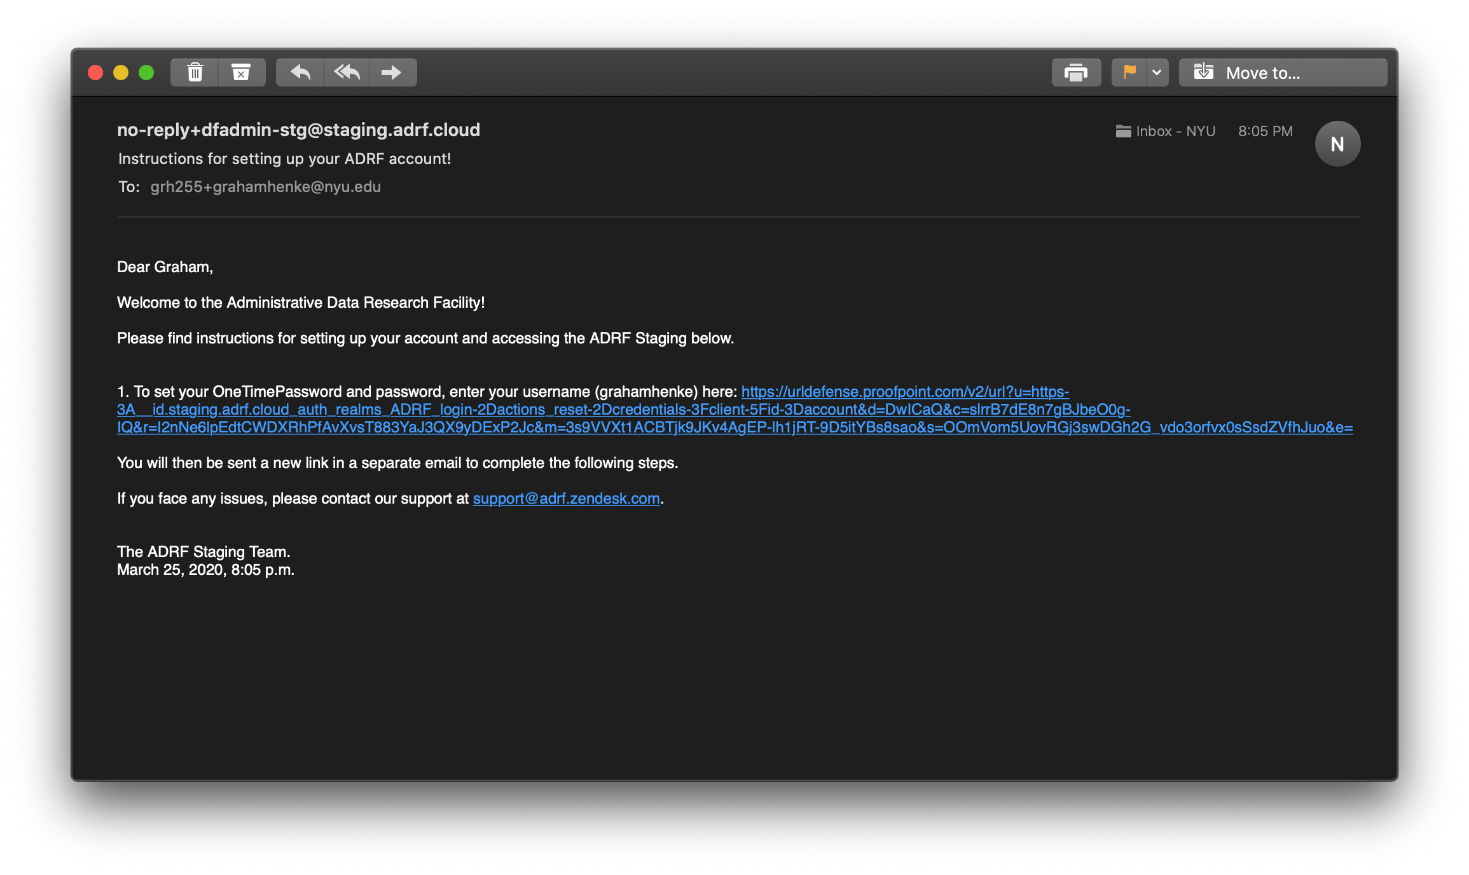 no-reply+dfadmin-stg@staging.adrf.cloud
Inbox - NYU
8:05 PM
N
Move to...
Instructions for setting up your ADRF account!
To: grh255+grahamhenke@nyu.edu
Dear Graham,
Welcome to the Administrative Data Research Facility!
Please find instructions for setting up your account and accessing the ADRF Staging below.
1. To set your OneTimePassword and password, enter your username (grahamhenke) here: https://urldefense.proofpoint.com/v2/url?u=https-
3A__id.staging.adrf.cloud_auth_realms_ADRF_login-2Dactions_reset-2Dcredentials-3Fclient-5Fid-3Daccount&d=DwICaQ&c=slrrB7dE8n7gBJbeO0g-
IQ&r=I2nNe6lpEdtCWDXRhPfAvXvsT883YaJ3QX9yDExP2Jc&m=3s9VVXt1ACBTjk9JKv4AgEP-lh1jRT-9D5itYBs8sao&s=OOmVom5UovRGj3swDGh2G_vdo3orfvx0sSsdZVfhJuo&e=
You will then be sent a new link in a separate email to complete the following steps.
If you face any issues, please contact our support at support@adrf.zendesk.com.
The ADRF Staging Team.
March 25, 2020, 8:05 p.m.